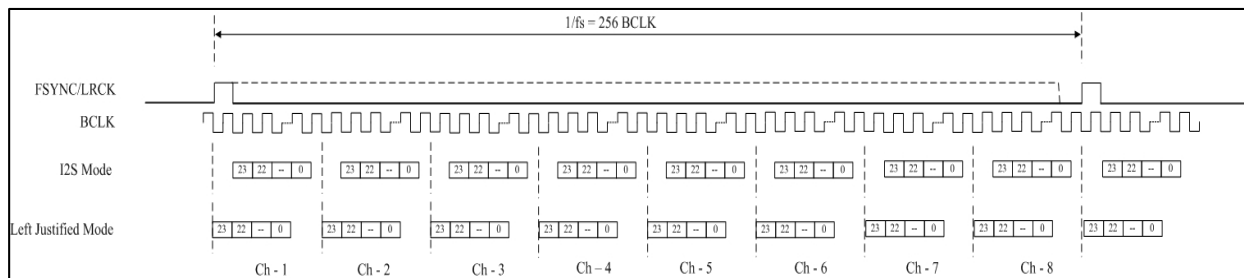 1/fs = 256 BCLK
FSYNC/LRCK
BCLK
I2S Mode
23 22 -- 0 23 22 -- 0 23 22 -- 0 23 22 -- 0 23 22 -- 0 23 22 -- 0 23 22 -- 0 23 22 -- 0 23 22 -- 0
Left Justified Mode
23 22 -- 0 23 22 -- 0 23 22 -- 0 23 22 -- 0 23 22 -- 0 23 22 -- 0 23 22 -- 0 23 22 -- 0 23 22 -- 0
Ch - 1 Ch - 2 Ch - 3 Ch – 4 Ch - 5 Ch - 6 Ch - 7 Ch - 8